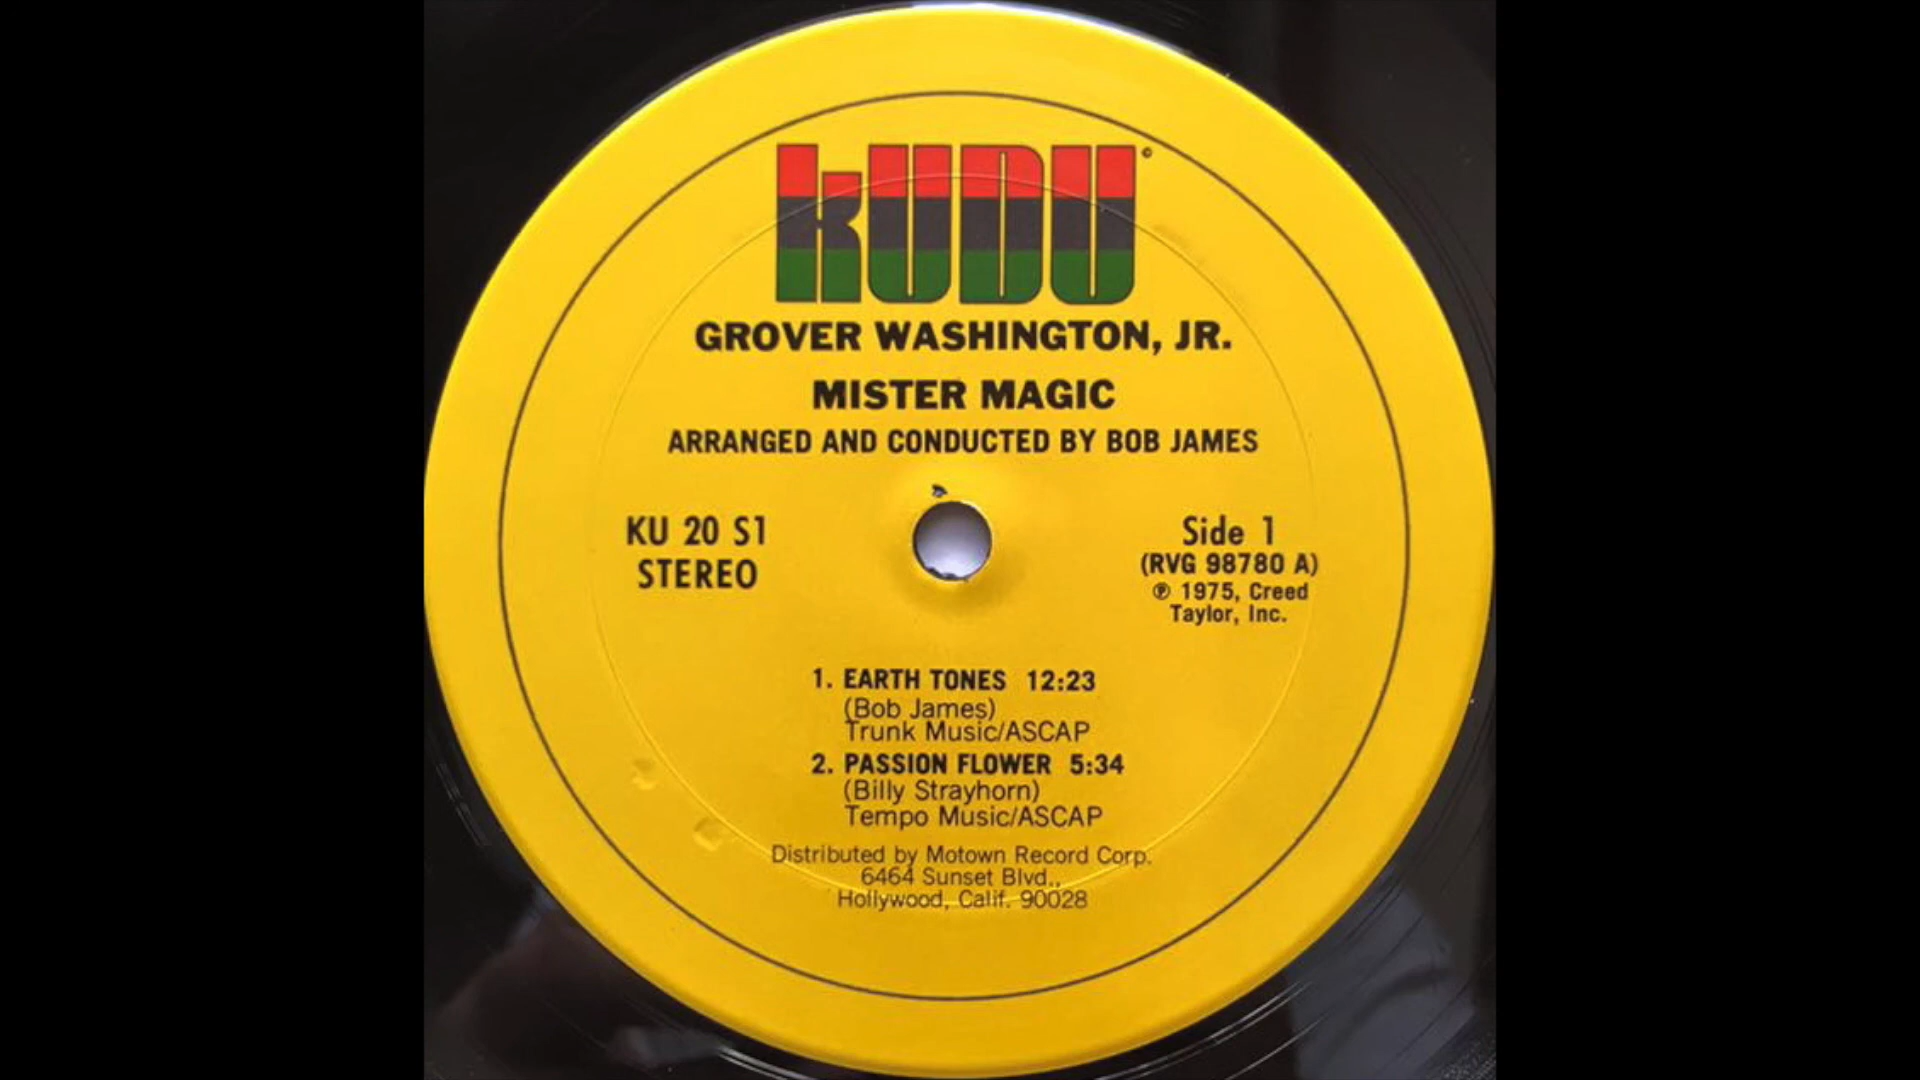 kUDU©
GROVER WASHINGTON, JR.
MISTER MAGIC
ARRANGED AND CONDUCTED BY BOB JAMES
KU 20 S1
STEREO
Side 1
(RVG 98780 A)
℗ 1975, Creed
Taylor, Inc.
1. EARTH TONES 12:23
(Bob James)
Trunk Music/ASCAP
2. PASSION FLOWER 5:34
(Billy Strayhorn)
Tempo Music/ASCAP
Distributed by Motown Record Corp.
6464 Sunset Blvd.,
Hollywood, Calif. 90028